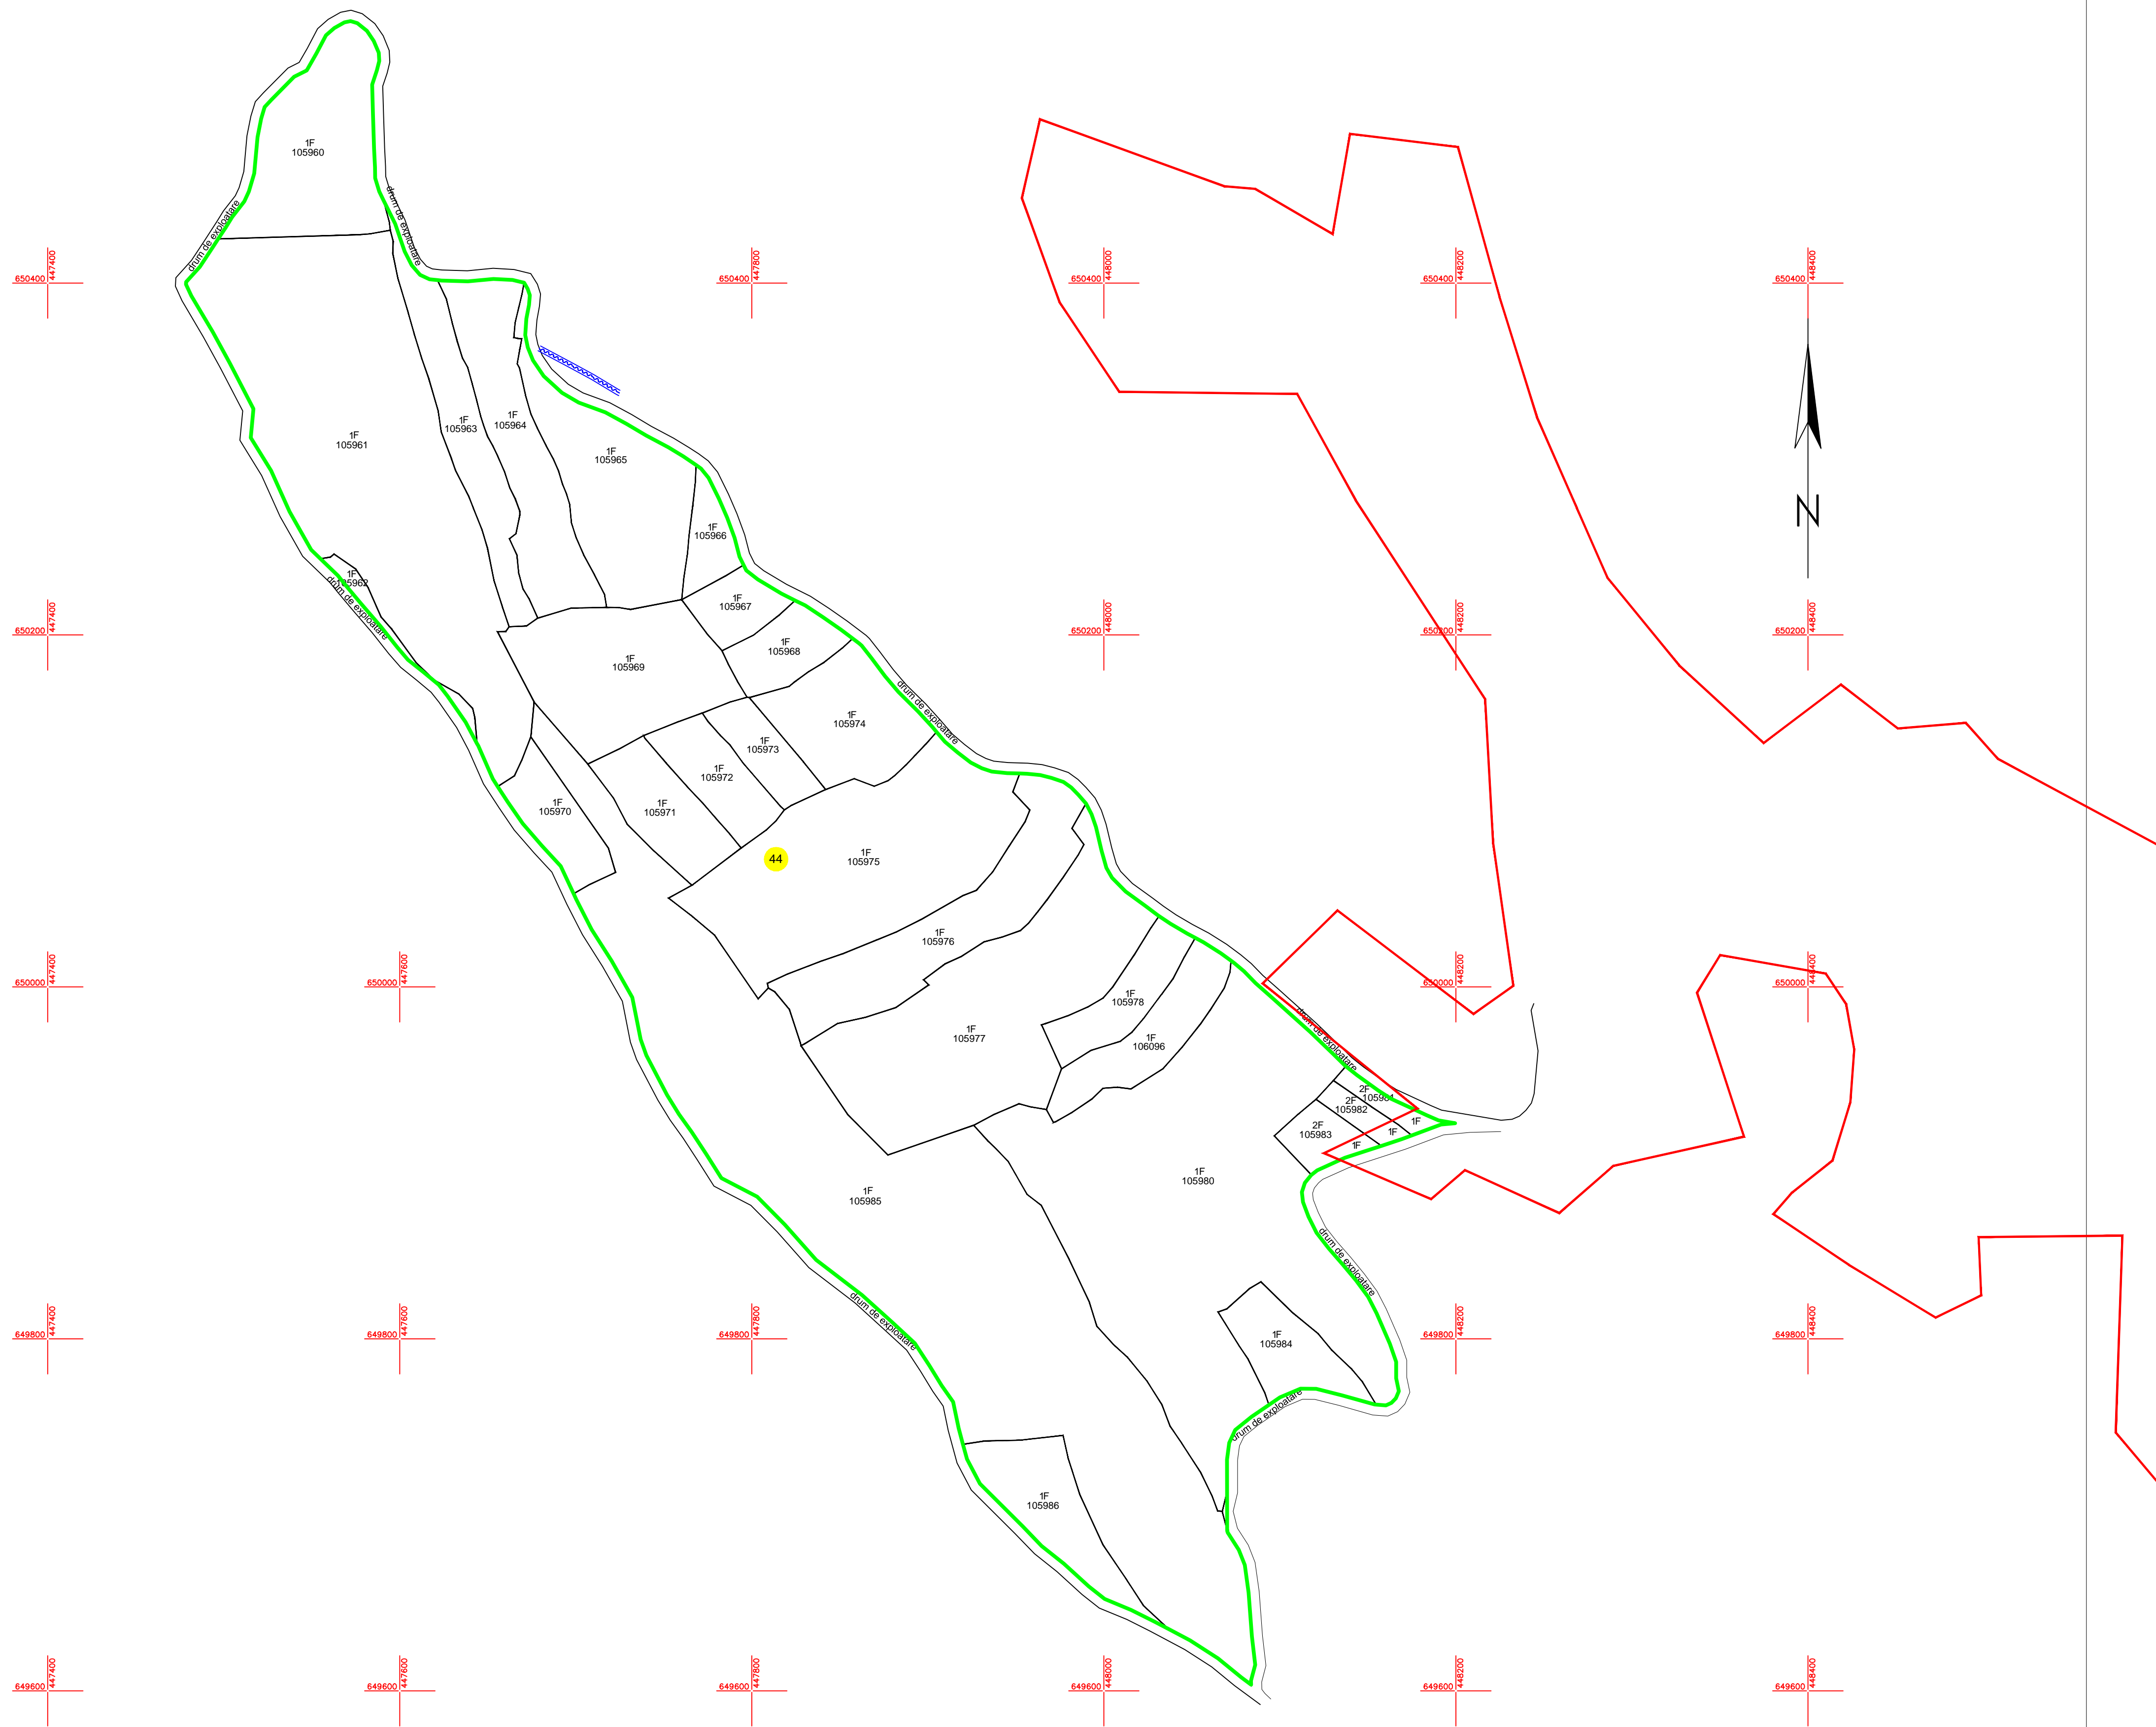 1F
105960
drum de exploatare
drum de exploatare
650400
447400
650400
447800
650400
448000
650400
448200
650400
448400
1F
105961
1F
105963
1F
105964
1F
105965
N
1F
105966
1F
105962
drum de exploatare
1F
105967
650200
447400
650200
448000
650200
448200
650200
448400
1F
105968
1F
105969
drum de exploatare
1F
105974
1F
105973
1F
105972
1F
105971
1F
105970
44
1F
105975
1F
105976
650000
447400
650000
447600
650000
448200
650000
448400
1F
105978
1F
105977
1F
106096
drum de exploatare
2F
105981
2F
105982
2F
105983
1F
1F
1F
1F
105980
1F
105985
drum de exploatare
drum de exploatare
649800
447400
649800
447600
649800
447800
649800
448200
649800
448400
1F
105984
drum de exploatare
1F
105986
649600
447400
649600
447600
649600
447800
649600
448000
649600
448200
649600
448400